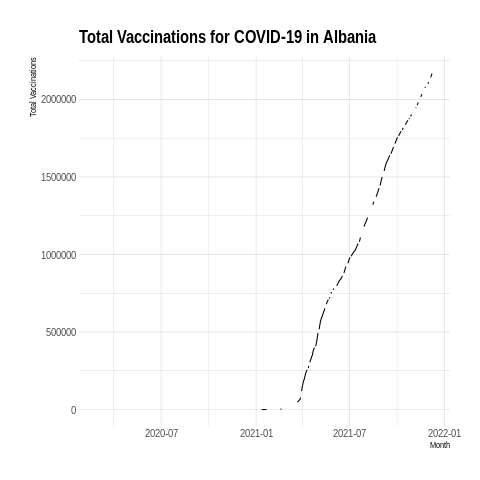 Total Vaccinations for COVID-19 in Albania
Total Vaccinations
2000000
1500000
1000000
500000
0
2020-07 2021-01 2021-07 2022-01
Month